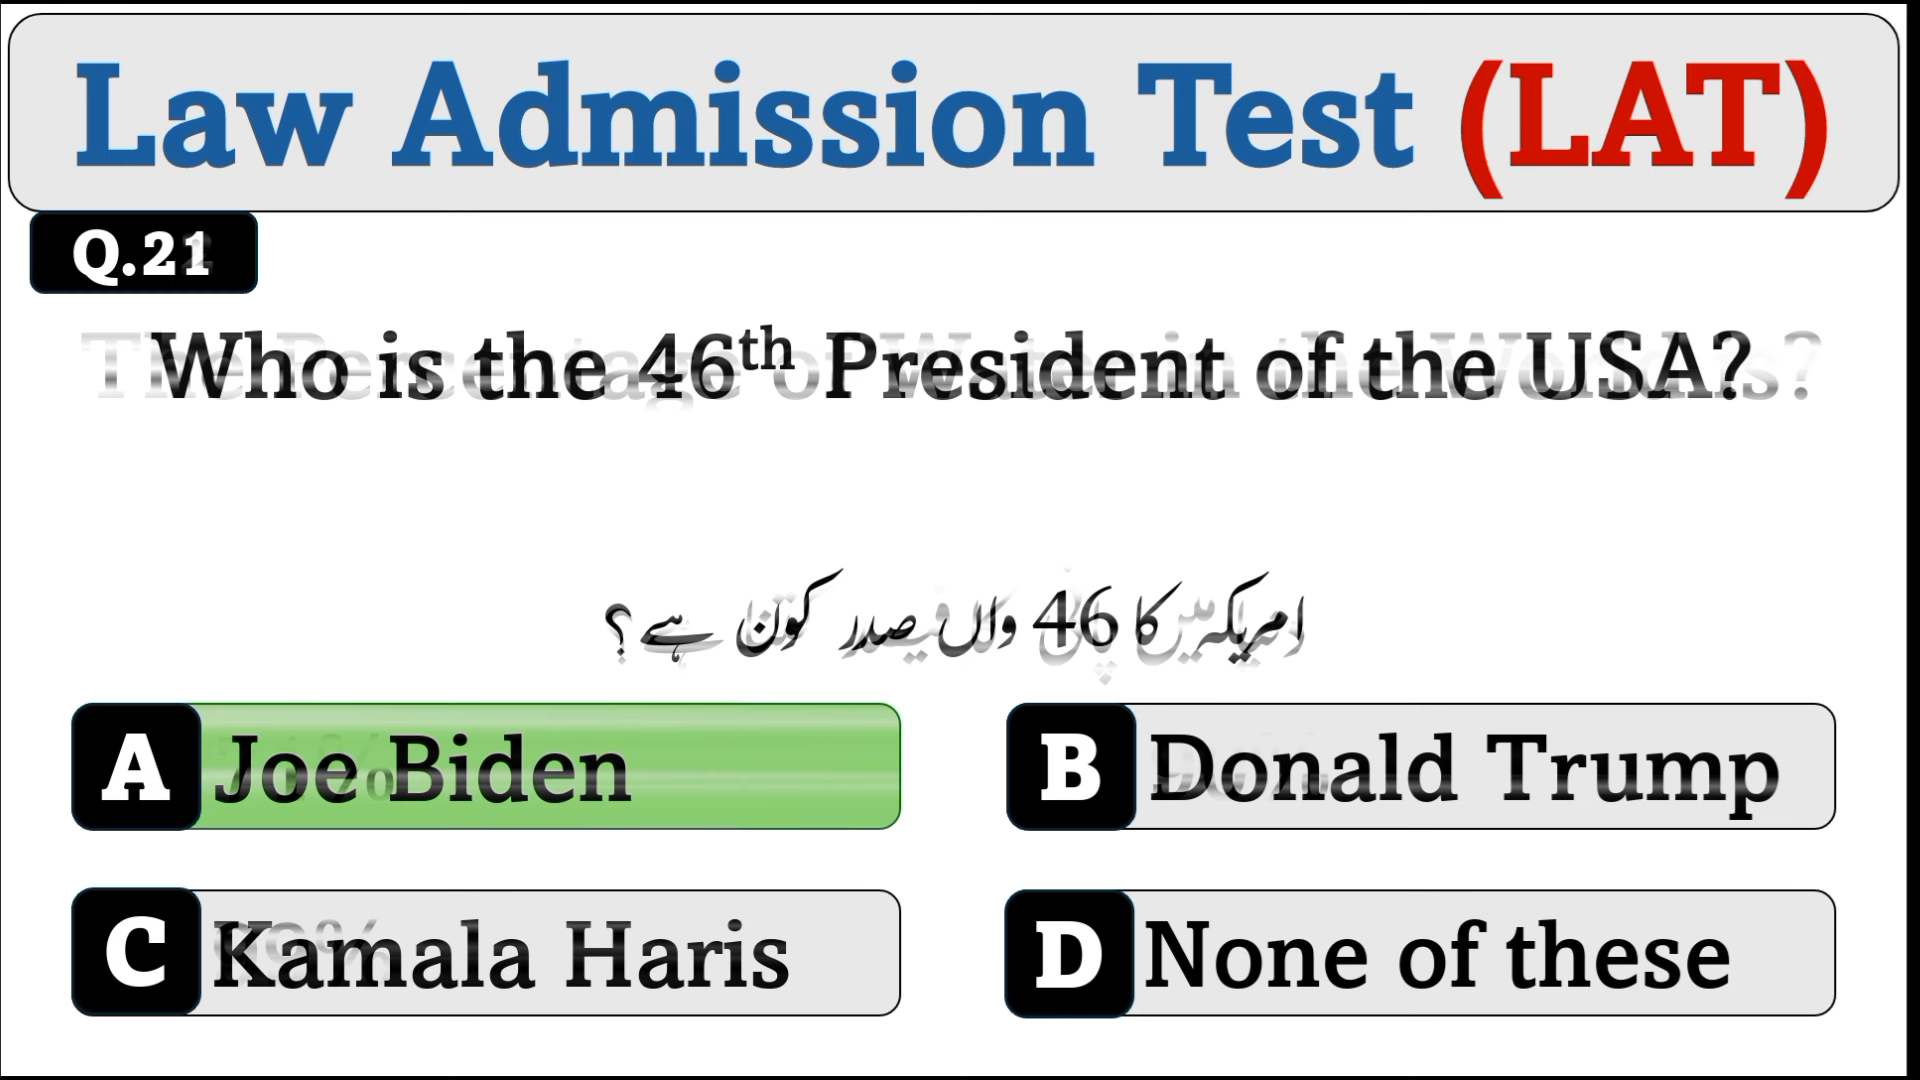 Law Admission Test (LAT)
Q.21
Who is the 46th President of the USA?
امریکہ کا 46 واں صدر کون ہے؟
A Joe Biden
B Donald Trump
C Kamala Haris
D None of these